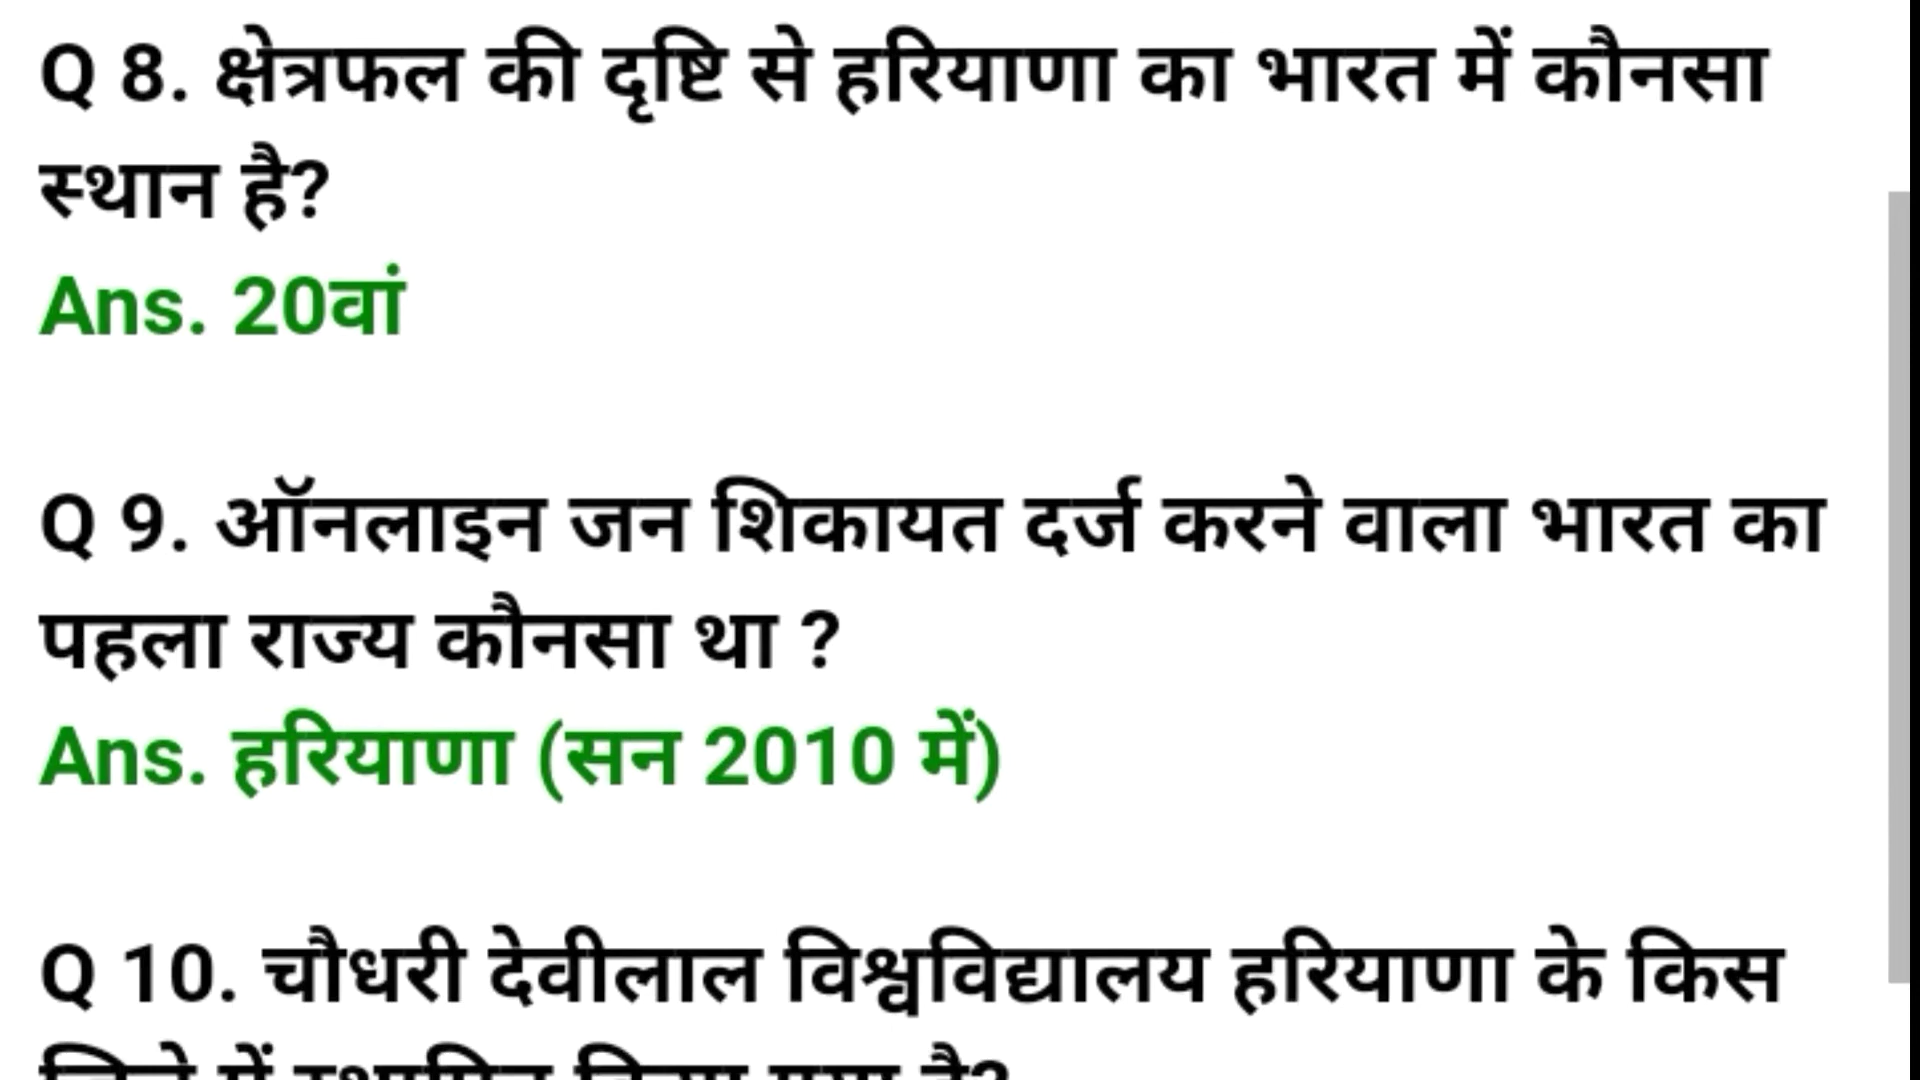 Q 8. क्षेत्रफल की दृष्टि से हरियाणा का भारत में कौनसा
स्थान है?
Ans. 20वां
Q 9. ऑनलाइन जन शिकायत दर्ज करने वाला भारत का
पहला राज्य कौनसा था ?
Ans. हरियाणा (सन 2010 में)
Q 10. चौधरी देवीलाल विश्वविद्यालय हरियाणा के किस
जिले में स्थापित किया गया है?